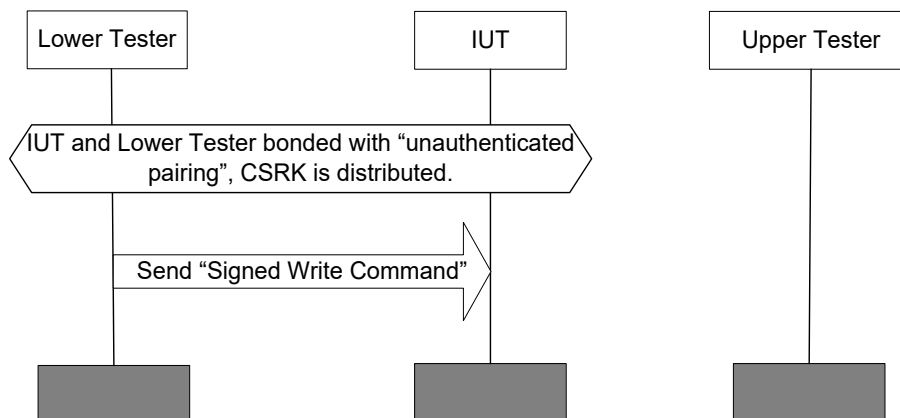 Lower Tester
IUT
Upper Tester
IUT and Lower Tester bonded with “unauthenticated
pairing”, CSRK is distributed.
Send “Signed Write Command”